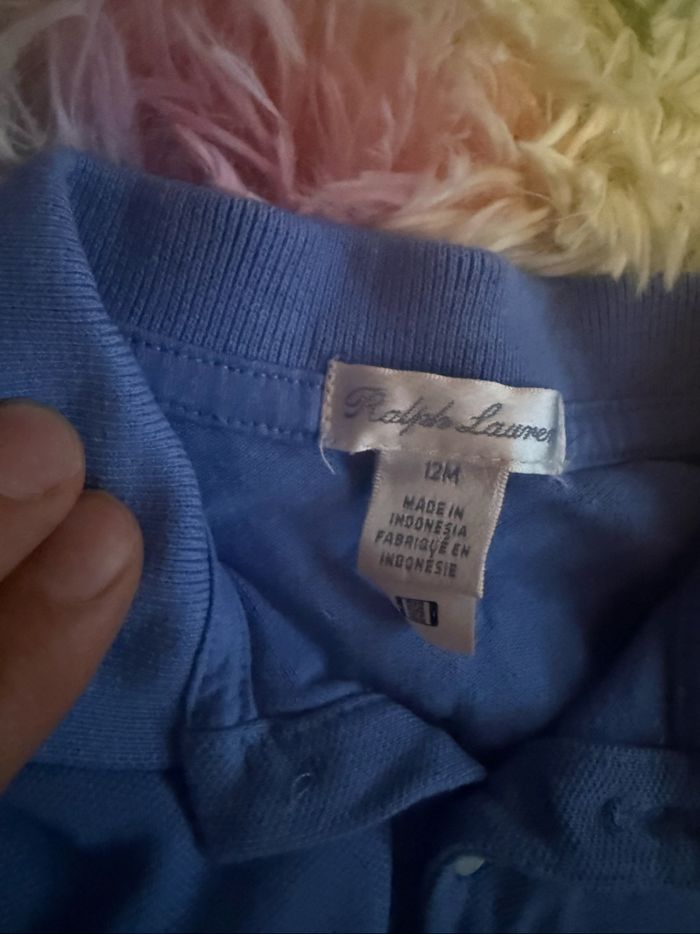 Ralph Lauren
12M
MADE IN
INDONESIA
FABRIQUÉ EN
INDONÉSIE